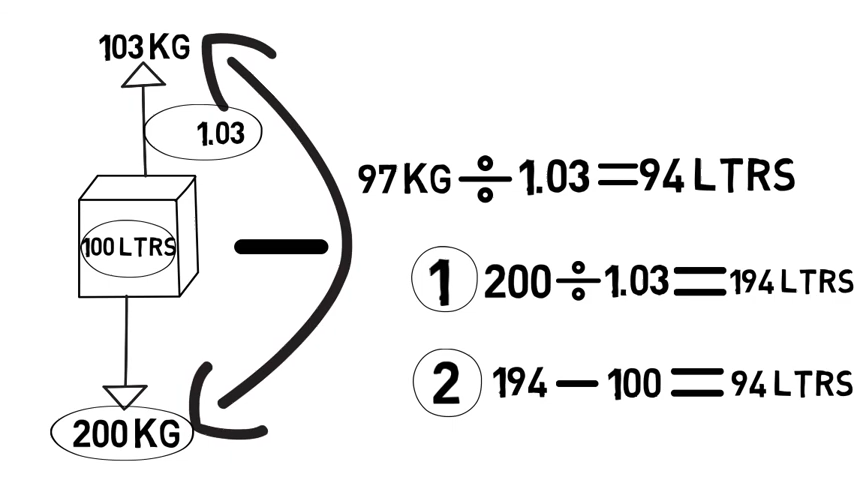 103 KG
1.03
100 LTRS
200 KG
97 KG ÷ 1.03 = 94 LTRS
1 200 ÷ 1.03 = 194 LTRS
2 194 — 100 = 94 LTRS